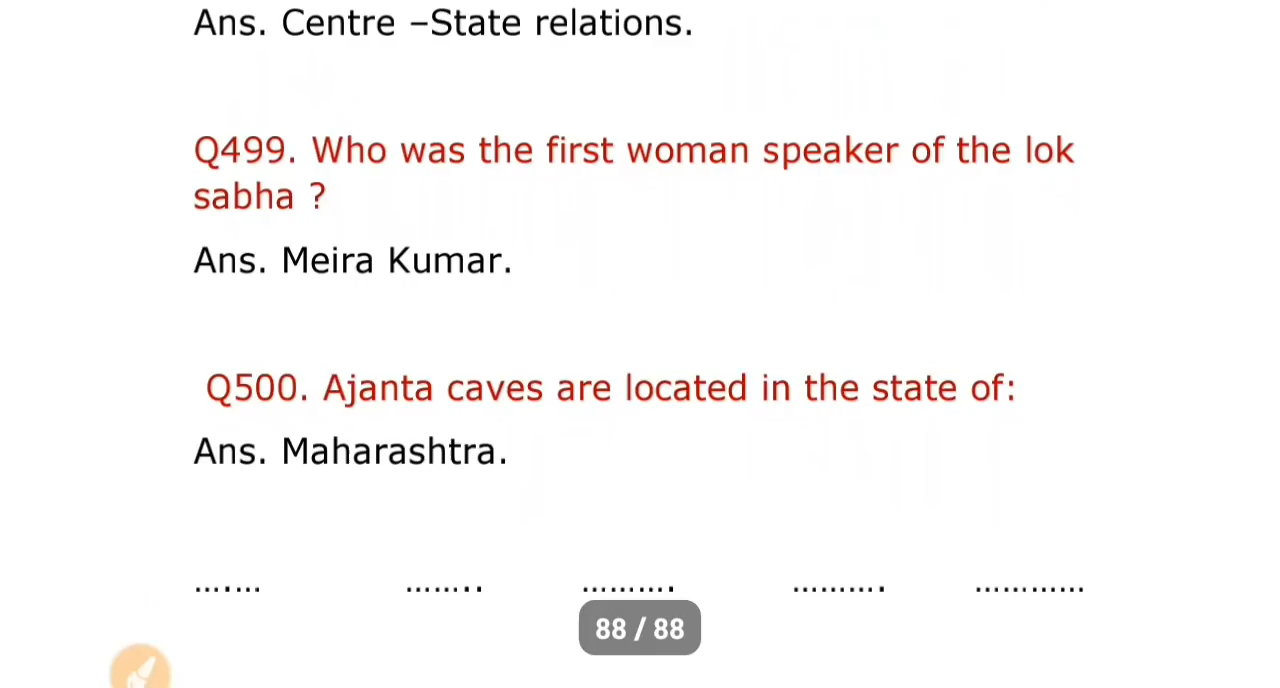 Ans. Centre –State relations.
Q499. Who was the first woman speaker of the lok
sabha ?
Ans. Meira Kumar.
Q500. Ajanta caves are located in the state of:
Ans. Maharashtra.
....... ........ .......... .......... ............
88 / 88